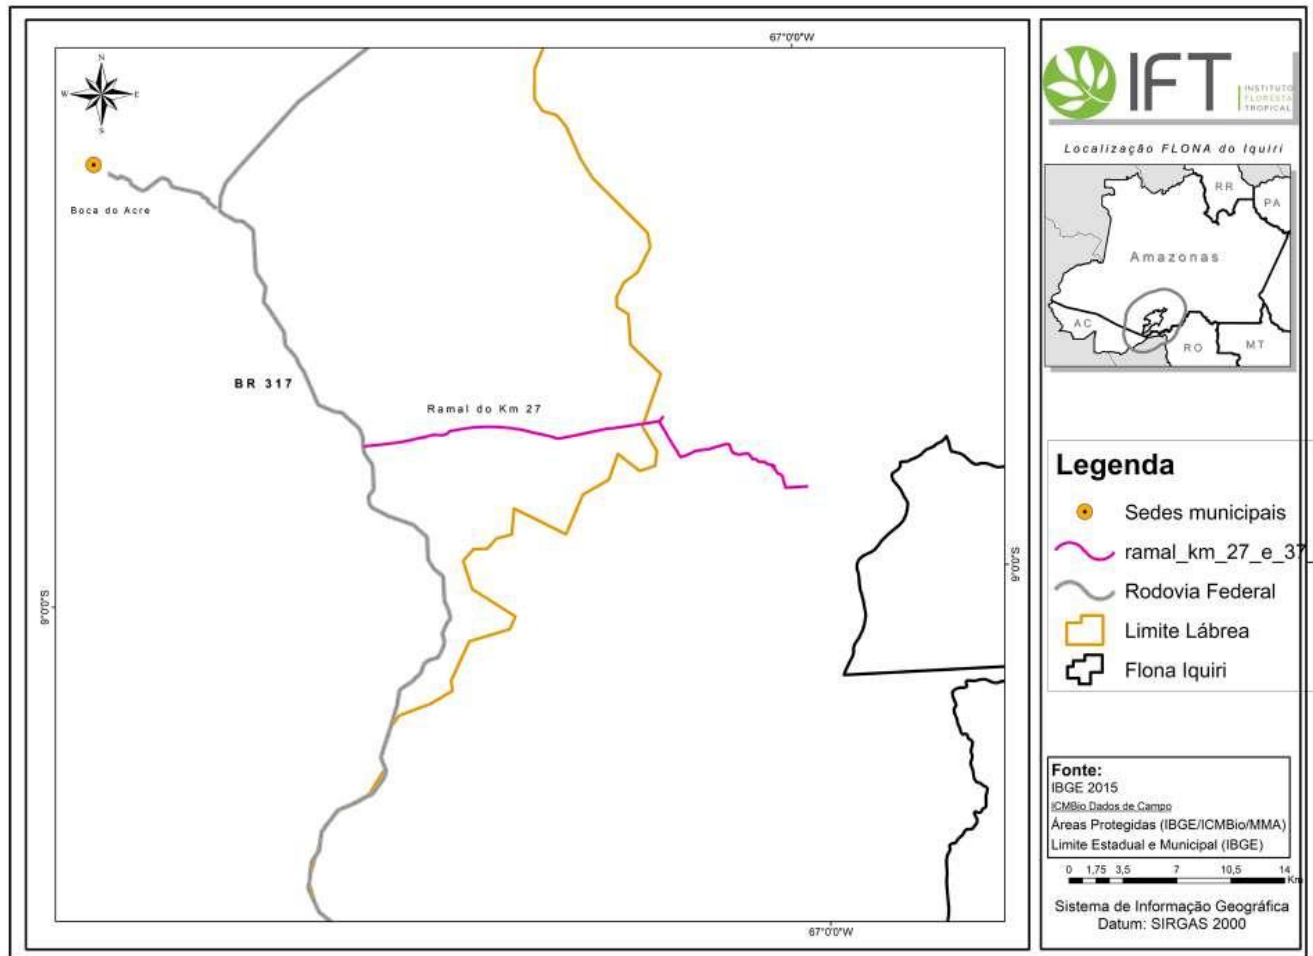 67°0'0"W
N
W
E
S
Boca do Acre
BR 317
Ramal do Km 27
9°0'0"S
9°0'0"S
67°0'0"W
IFT
INSTITUTO
FLORESTA
TROPICAL
Localização FLONA do Iquiri
RR
PA
Amazonas
AC
RO
MT
Legenda
Sedes municipais
ramal_km_27_e_37_
Rodovia Federal
Limite Lábrea
Flona Iquiri
Fonte:
IBGE 2015
ICMBio Dados de Campo
Áreas Protegidas (IBGE/ICMBio/MMA)
Limite Estadual e Municipal (IBGE)
0 1,75 3,5 7 10,5 14
Km
Sistema de Informação Geográfica
Datum: SIRGAS 2000